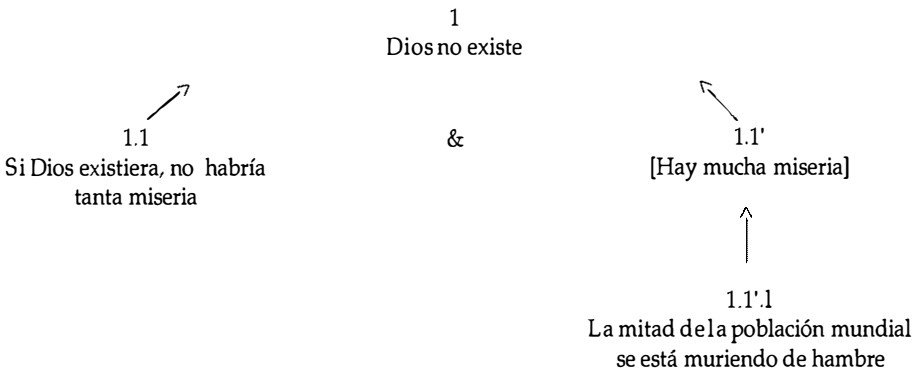 1
Dios no existe
1.1 & 1.1'
Si Dios existiera, no habría [Hay mucha miseria]
tanta miseria
1.1'.l
La mitad de la población mundial
se está muriendo de hambre